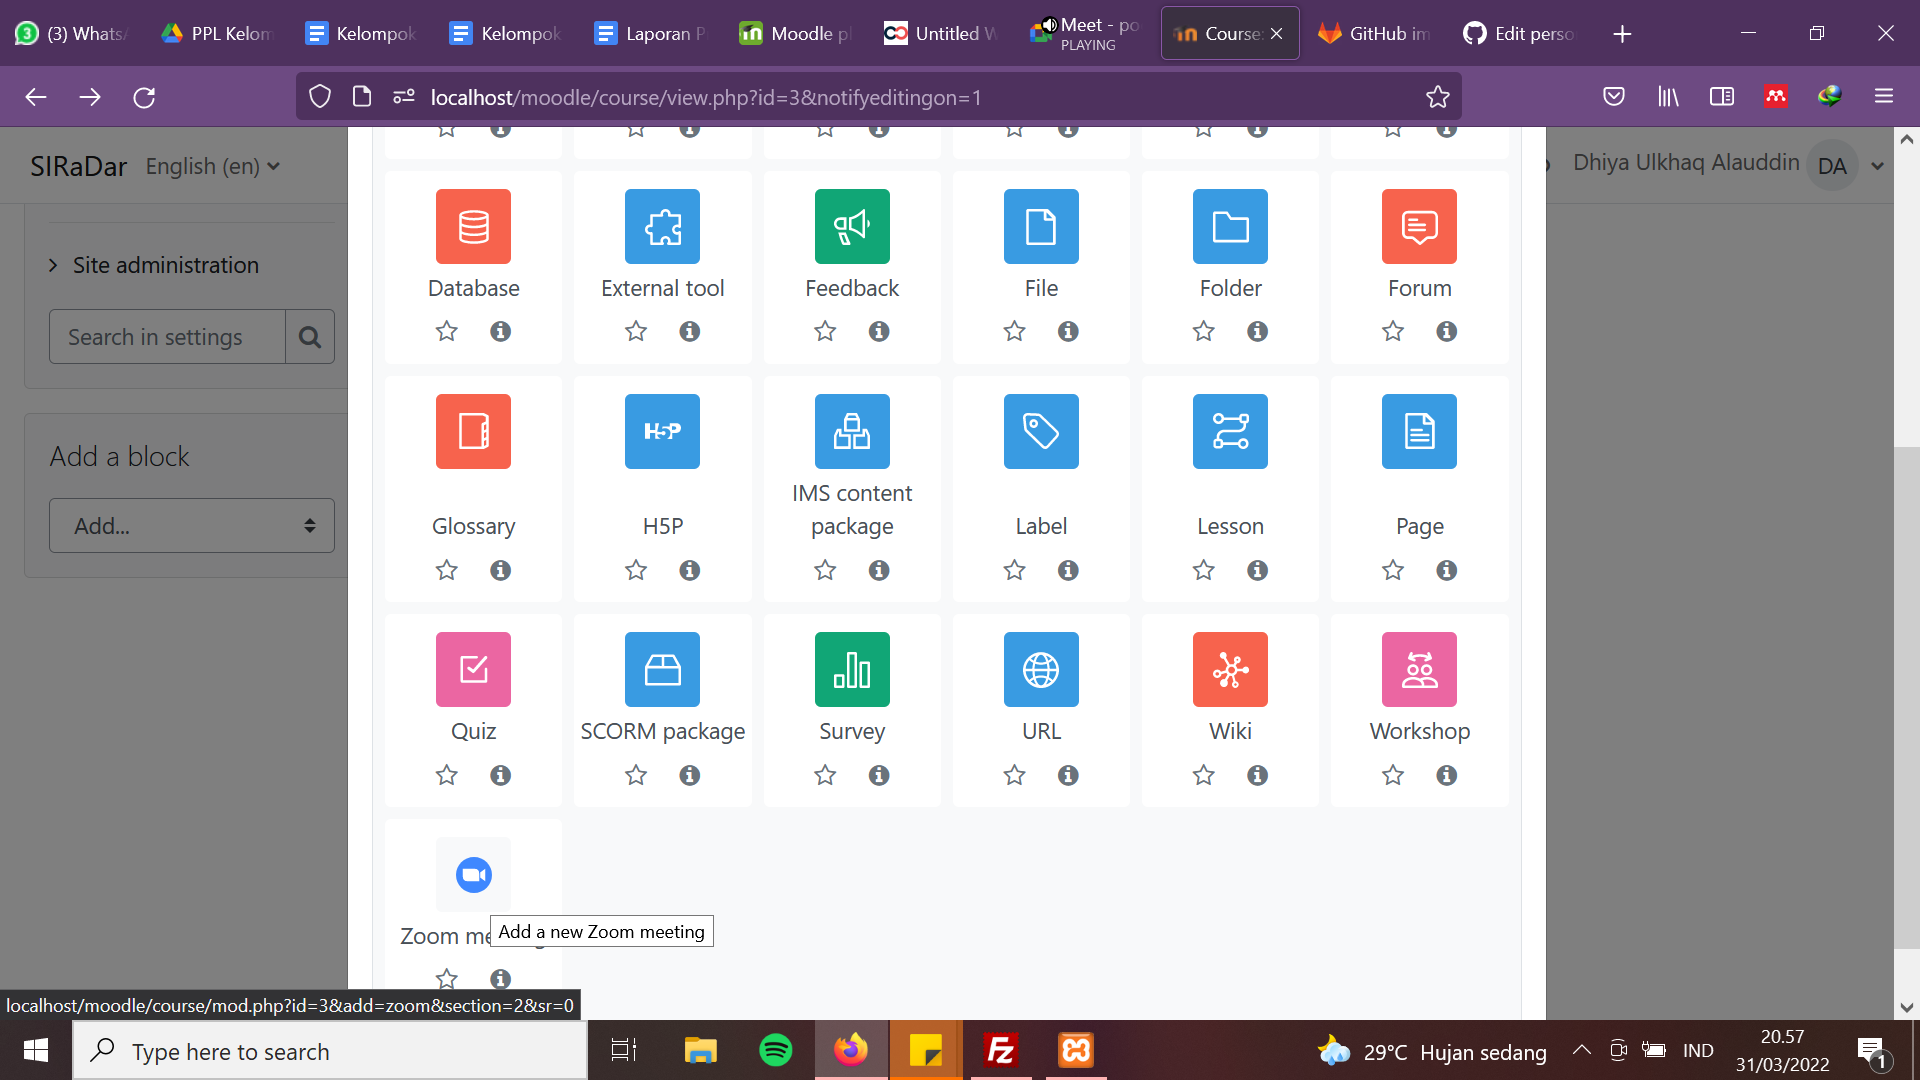 (3) Whats
PPL Kelom
Kelompok
Kelompok
Laporan P
Moodle pl
Untitled W
Meet - po
PLAYING
Course:
GitHub im
Edit perso
localhost/moodle/course/view.php?id=3&notifyeditingon=1
SIRaDar
English (en)
Dhiya Ulkhaq Alauddin
DA
Site administration
Search in settings
Add a block
Add...
Database
External tool
Feedback
File
Folder
Forum
Glossary
H5P
H5P
IMS content
package
Label
Lesson
Page
Quiz
SCORM package
Survey
URL
Wiki
Workshop
Zoom me
Add a new Zoom meeting
localhost/moodle/course/mod.php?id=3&add=zoom&section=2&sr=0
Type here to search
29°C Hujan sedang
IND
20.57
31/03/2022
1